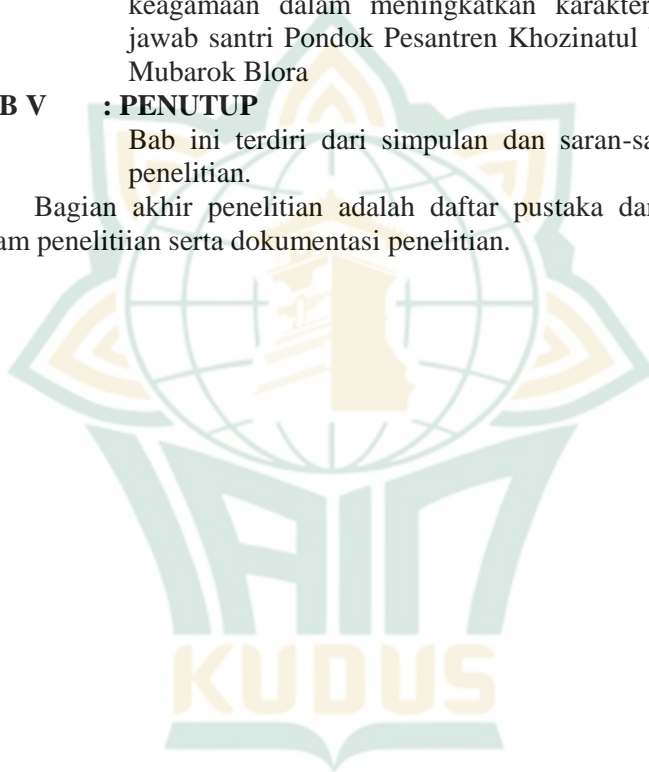 keagamaan dalam meningkatkan karakter
jawab santri Pondok Pesantren Khozinatul
Mubarok Blora
B V : PENUTUP
Bab ini terdiri dari simpulan dan saran-sa
penelitian.
Bagian akhir penelitian adalah daftar pustaka dan
am penelitiian serta dokumentasi penelitian.
IAIN
KUDUS